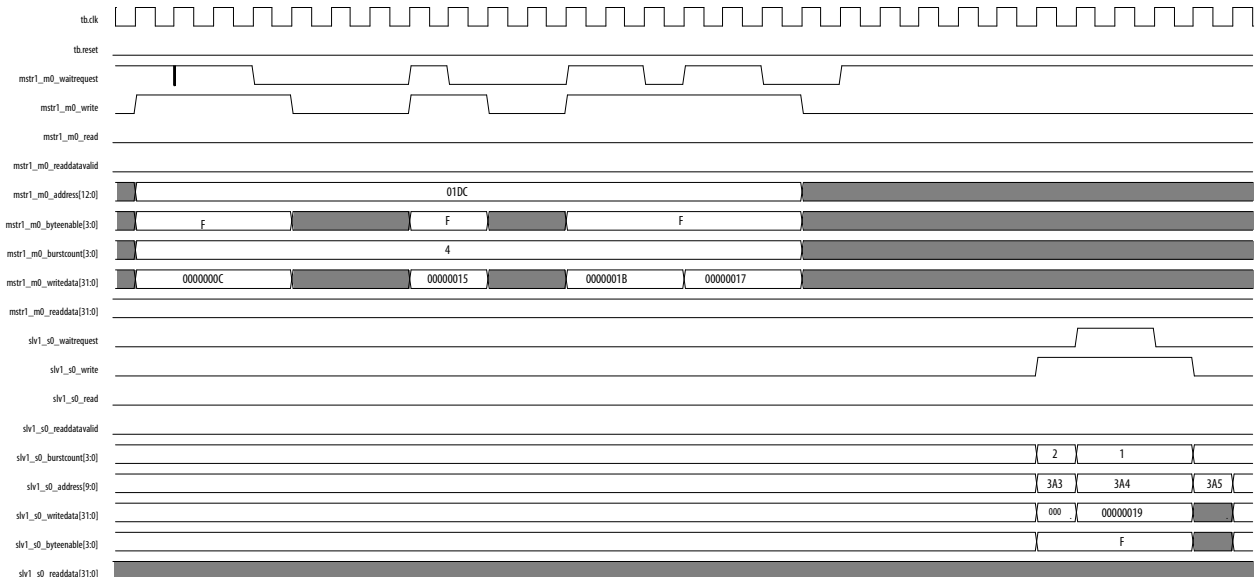 tb.clk
tb.reset
mstr1_m0_waitrequest
mstr1_m0_write
mstr1_m0_read
mstr1_m0_readdatavalid
mstr1_m0_address[12:0] 01DC
mstr1_m0_byteenable[3:0] F F F
mstr1_m0_burstcount[3:0] 4
mstr1_m0_writedata[31:0] 0000000C 00000015 0000001B 00000017
mstr1_m0_readdata[31:0]
slv1_s0_waitrequest
slv1_s0_write
slv1_s0_read
slv1_s0_readdatavalid
slv1_s0_burstcount[3:0] 2 1
slv1_s0_address[9:0] 3A3 3A4 3A5
slv1_s0_writedata[31:0] 000 . 00000019 .
slv1_s0_byteenable[3:0] F
slv1_s0_readdata[31:0]